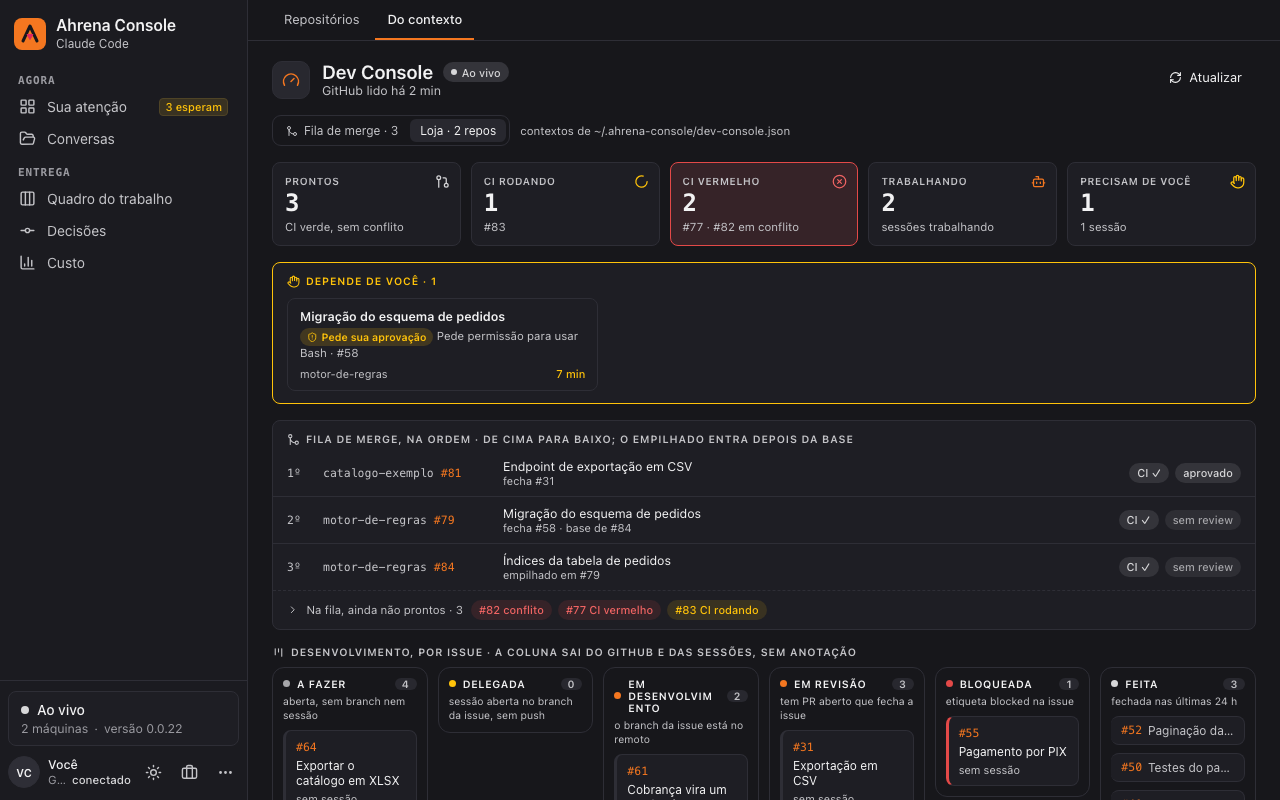 Ahrena Console
Claude Code
AGORA
Sua atenção
3 esperam
Conversas
ENTREGA
Quadro do trabalho
Decisões
Custo
Ao vivo
2 máquinas · versão 0.0.22
VC
Você
G... conectado
Repositórios
Do contexto
Dev Console
Ao vivo
GitHub lido há 2 min
Atualizar
Fila de merge · 3
Loja · 2 repos
contextos de ~/.ahrena-console/dev-console.json
PRONTOS
3
CI verde, sem conflito
CI RODANDO
1
#83
CI VERMELHO
2
#77 · #82 em conflito
TRABALHANDO
2
sessões trabalhando
PRECISAM DE VOCÊ
1
1 sessão
DEPENDE DE VOCÊ · 1
Migração do esquema de pedidos
Pede sua aprovação Pede permissão para usar
Bash · #58
motor-de-regras
7 min
FILA DE MERGE, NA ORDEM · DE CIMA PARA BAIXO; O EMPILHADO ENTRA DEPOIS DA BASE
1º catalogo-exemplo #81
Endpoint de exportação em CSV
fecha #31
CI ✓ aprovado
2º motor-de-regras #79
Migração do esquema de pedidos
fecha #58 · base de #84
CI ✓ sem review
3º motor-de-regras #84
Índices da tabela de pedidos
empilhado em #79
CI ✓ sem review
Na fila, ainda não prontos · 3 #82 conflito #77 CI vermelho #83 CI rodando
DESENVOLVIMENTO, POR ISSUE · A COLUNA SAI DO GITHUB E DAS SESSÕES, SEM ANOTAÇÃO
A FAZER 4
aberta, sem branch nem
sessão
#64
Exportar o
catálogo em XLSX
sem sessão
DELEGADA 0
sessão aberta no branch
da issue, sem push
EM
DESENVOLVIM
ENTO
2
o branch da issue está no
remoto
#61
Cobrança vira um
EM REVISÃO 3
tem PR aberto que fecha a
issue
#31
Exportação em
CSV
sem sessão
BLOQUEADA 1
etiqueta blocked na issue
#55
Pagamento por PIX
sem sessão
FEITA 3
fechada nas últimas 24 h
#52 Paginação da...
#50 Testes do pa...